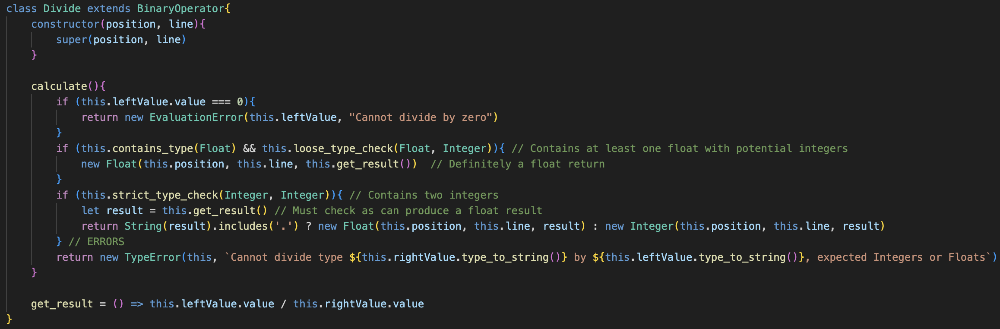 class Divide extends BinaryOperator{
    constructor(position, line){
        super(position, line)
    }
    calculate(){
        if (this.leftValue.value === 0){
            return new EvaluationError(this.leftValue, "Cannot divide by zero")
        }
        if (this.contains_type(Float) && this.loose_type_check(Float, Integer)){ // Contains at least one float with potential integers
            new Float(this.position, this.line, this.get_result())  // Definitely a float return
        }
        if (this.strict_type_check(Integer, Integer)){ // Contains two integers
            let result = this.get_result() // Must check as can produce a float result
            return String(result).includes('.') ? new Float(this.position, this.line, result) : new Integer(this.position, this.line, result)
        } // ERRORS
        return new TypeError(this, `Cannot divide type ${this.rightValue.type_to_string()} by ${this.leftValue.type_to_string()}, expected Integers or Floats`)
    }
    get_result = () => this.leftValue.value / this.rightValue.value
}